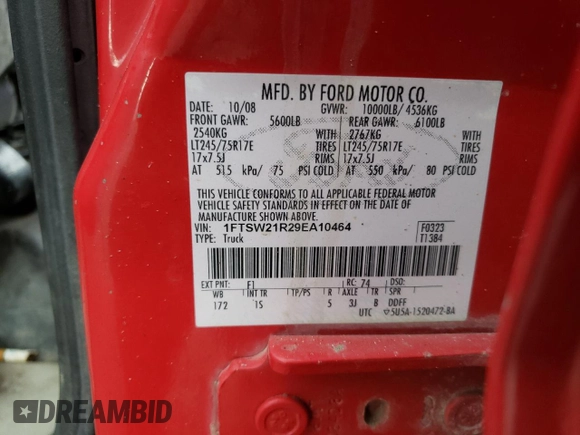 MFD. BY FORD MOTOR CO.
DATE: 10/08 GVWR: 10000LB/ 4536KG
FRONT GAWR: 5600LB REAR GAWR: 6100LB
2540KG WITH 2767KG WITH
LT245/75R17E TIRES LT245/75R17E TIRES
17x7.5J RIMS 17x7.5J RIMS
AT 515 kPa/ 75 PSI COLD AT 550 kPa/ 80 PSI COLD
THIS VEHICLE CONFORMS TO ALL APPLICABLE FEDERAL MOTOR
VEHICLE SAFETY STANDARDS IN EFFECT ON THE DATE OF
MANUFACTURE SHOWN ABOVE.
VIN: 1FTSW21R29EA10464 F0323
TYPE: Truck T1384
EXT PNT: F1 RC: 74 DSO:
WB INT TR TP/PS R AXLE TR SPR
172 1S 5 3J B DDFF
UTC 5U5A-1520472-BA
DREAMBID